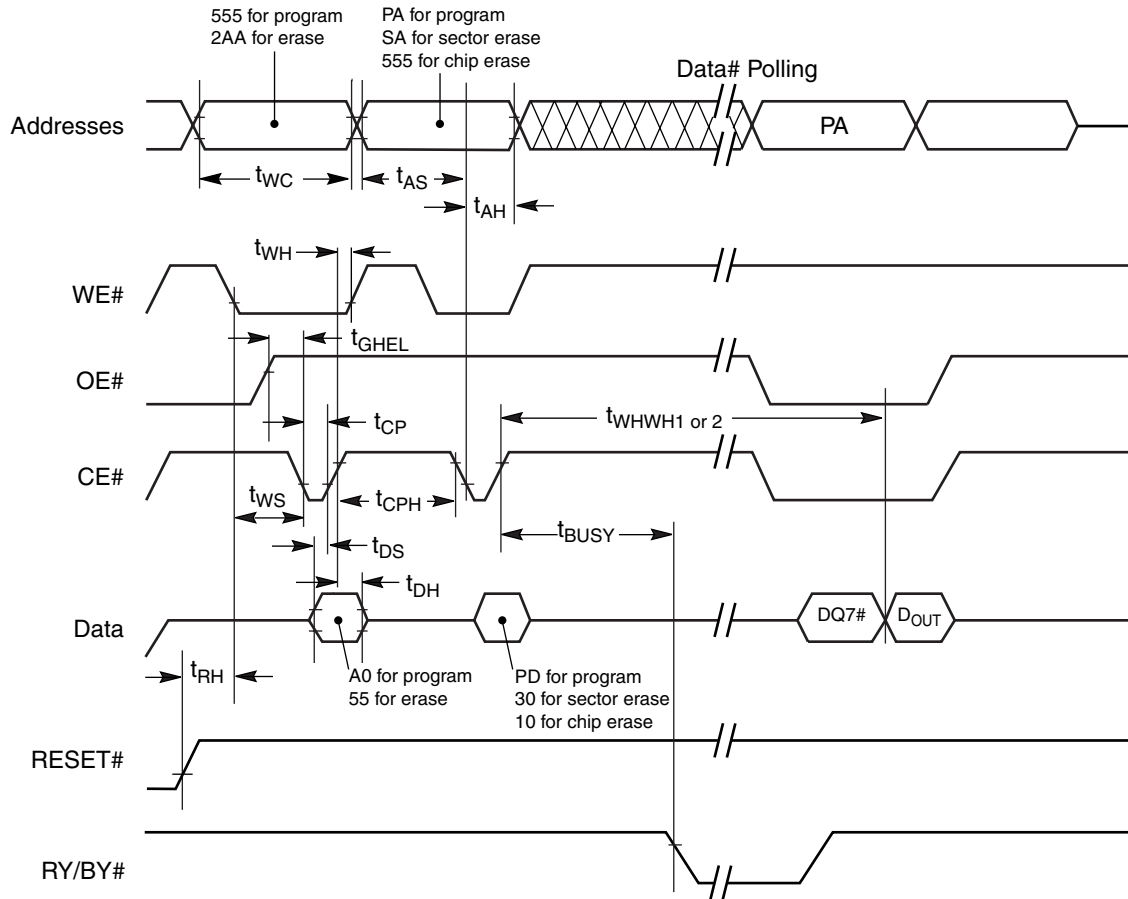 555 for program
2AA for erase
PA for program
SA for sector erase
555 for chip erase
Data# Polling
Addresses
PA
tWC
tAS
tAH
tWH
WE#
tGHEL
OE#
tCP
tWHWH1 or 2
CE#
tWS
tCPH
tBUSY
tDS
tDH
Data
DQ7#
DOUT
tRH
A0 for program
55 for erase
PD for program
30 for sector erase
10 for chip erase
RESET#
RY/BY#